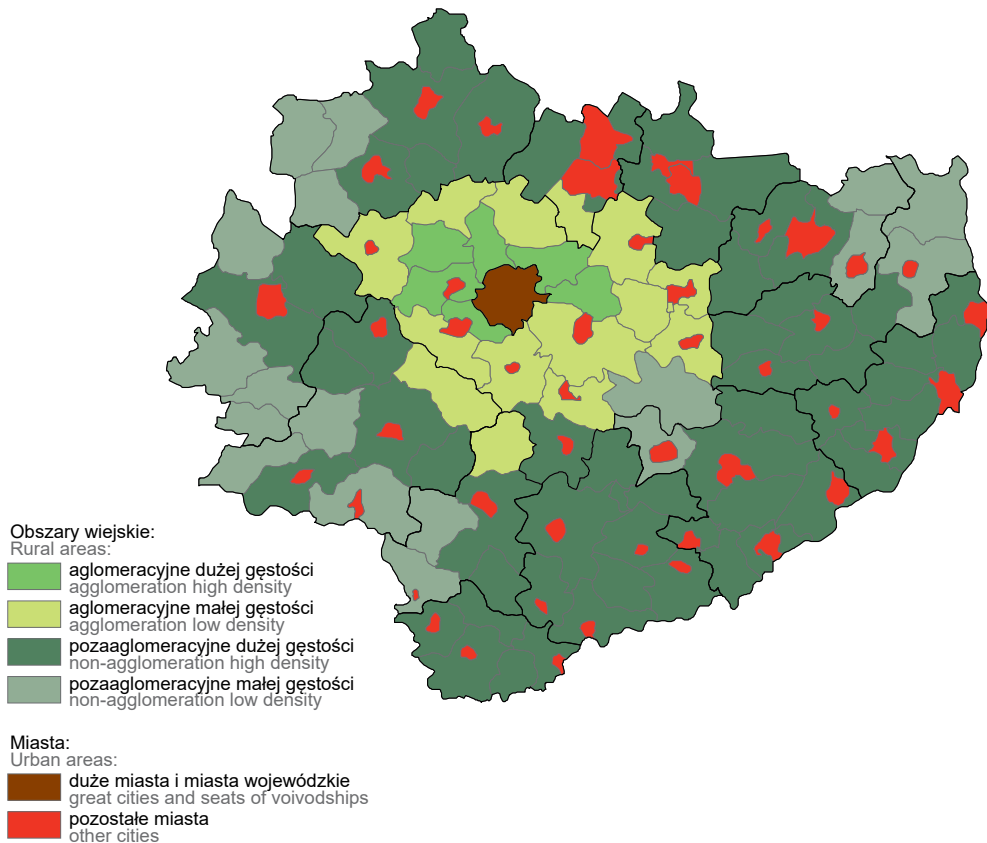 Obszary wiejskie:
Rural areas:
aglomeracyjne dużej gęstości
agglomeration high density
aglomeracyjne małej gęstości
agglomeration low density
pozaaglomeracyjne dużej gęstości
non-agglomeration high density
pozaaglomeracyjne małej gęstości
non-agglomeration low density
Miasta:
Urban areas:
duże miasta i miasta wojewódzkie
great cities and seats of voivodships
pozostałe miasta
other cities